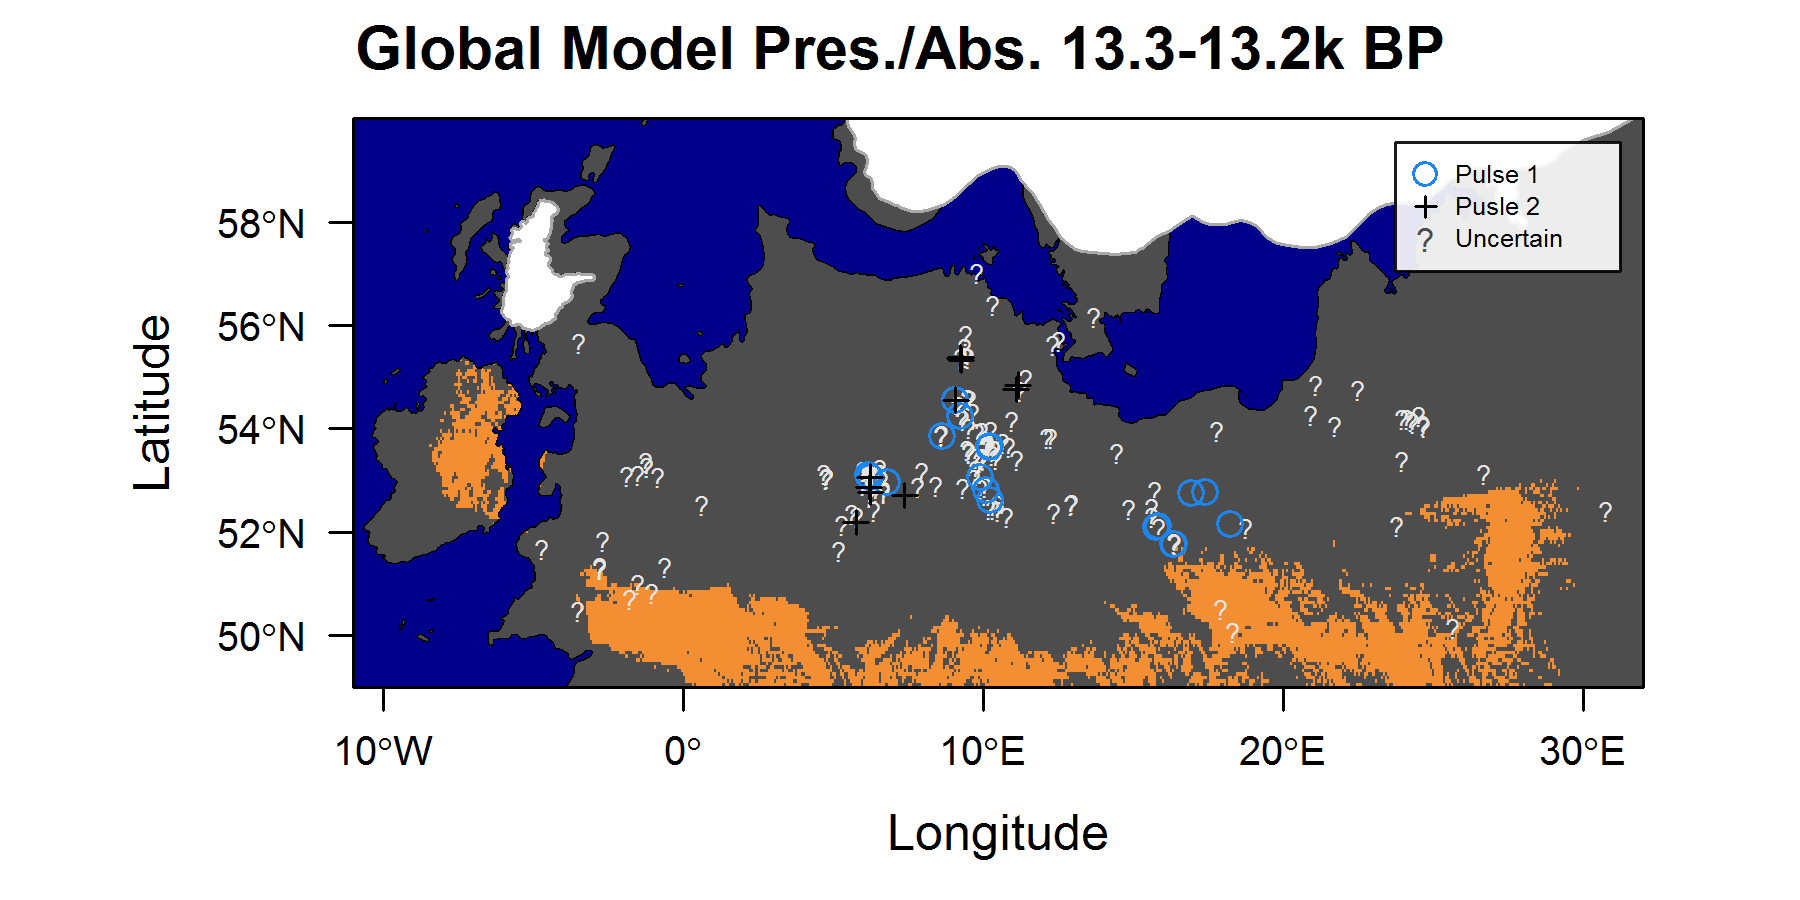 Global Model Pres./Abs. 13.3-13.2k BP
Pulse 1
Pusle 2
? Uncertain
58°N
56°N
54°N
52°N
50°N
Latitude
10°W 0° 10°E 20°E 30°E
Longitude